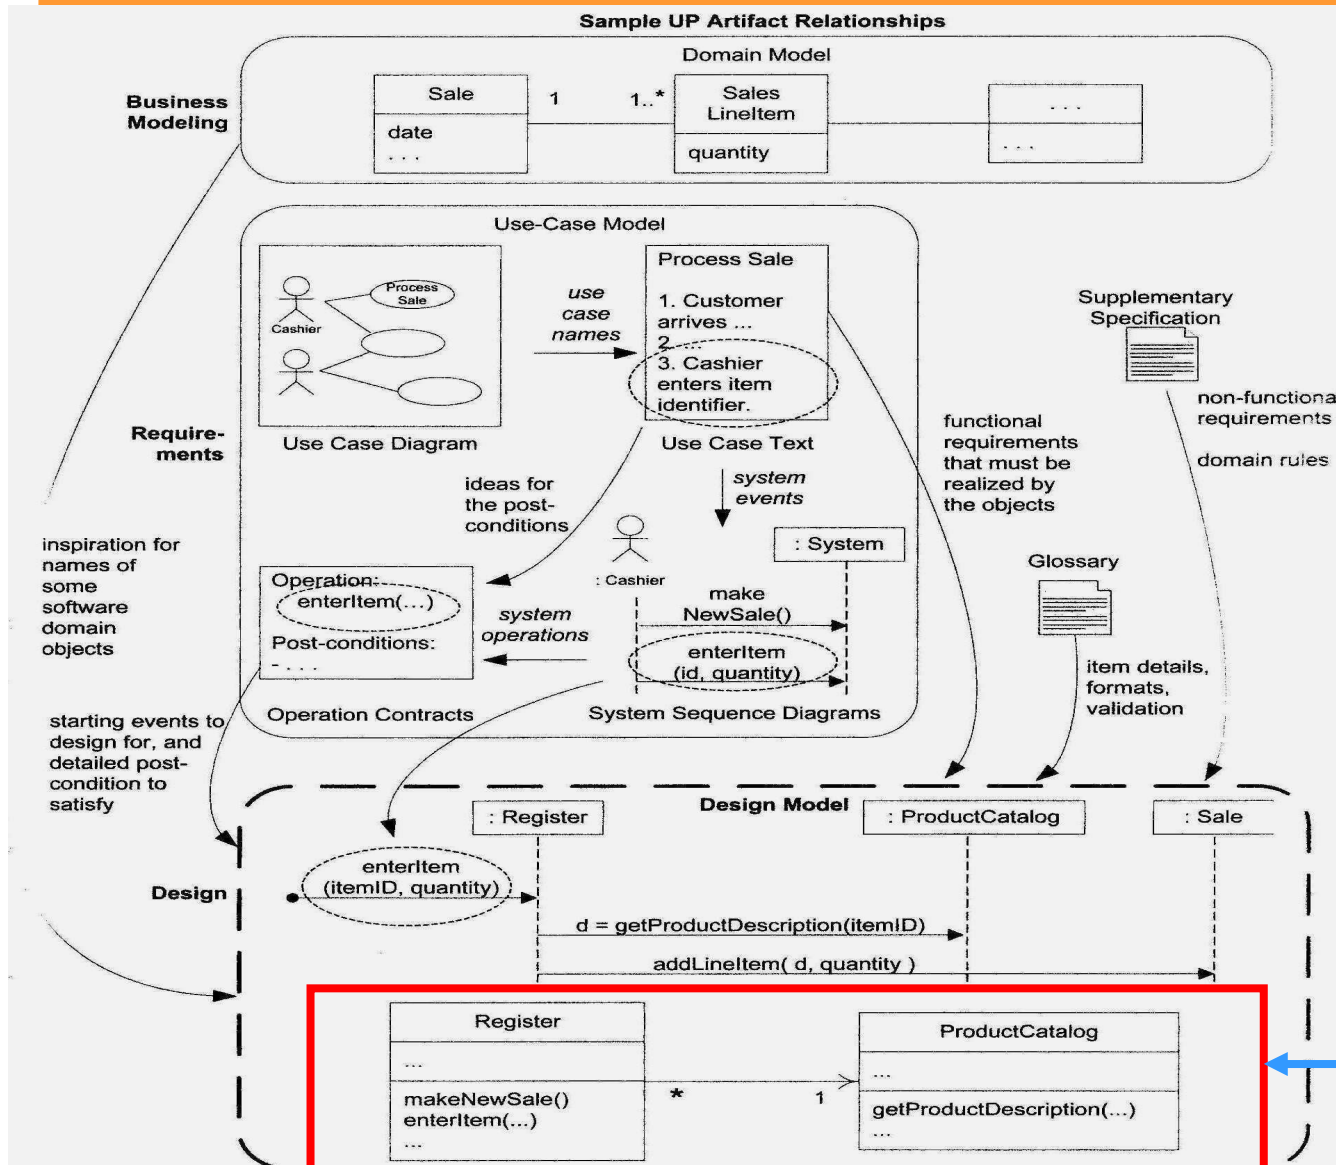 Sample UP Artifact Relationships
Domain Model
Business
Modeling
Sale
date
. . .
1
1..*
Sales
LineItem
quantity
. . .
. . .
Use-Case Model
Process
Sale
Cashier
Use Case Diagram
use
case
names
Process Sale
1. Customer
arrives ...
2. ...
3. Cashier
enters item
identifier.
Use Case Text
Require-
ments
Supplementary
Specification
non-functiona
requirements
domain rules
functional
requirements
that must be
realized by
the objects
ideas for
the post-
conditions
system
events
inspiration for
names of
some
software
domain
objects
Operation:
enterItem(...)
Post-conditions:
- . . .
Operation Contracts
system
operations
: Cashier
: System
make
NewSale()
enterItem
(id, quantity)
System Sequence Diagrams
Glossary
item details,
formats,
validation
starting events to
design for, and
detailed post-
condition to
satisfy
Design Model
: Register
: ProductCatalog
: Sale
Design
enterItem
(itemID, quantity)
d = getProductDescription(itemID)
addLineItem( d, quantity )
Register
...
makeNewSale()
enterItem(...)
...
*
1
ProductCatalog
...
getProductDescription(...)
...